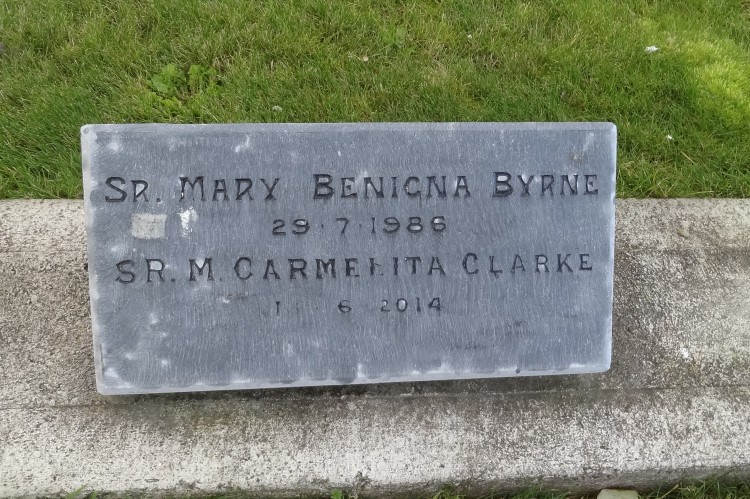 SR. MARY BENIGNA BYRNE
29·7·1986
SR. M. CARMELITA CLARKE
1 6 2014